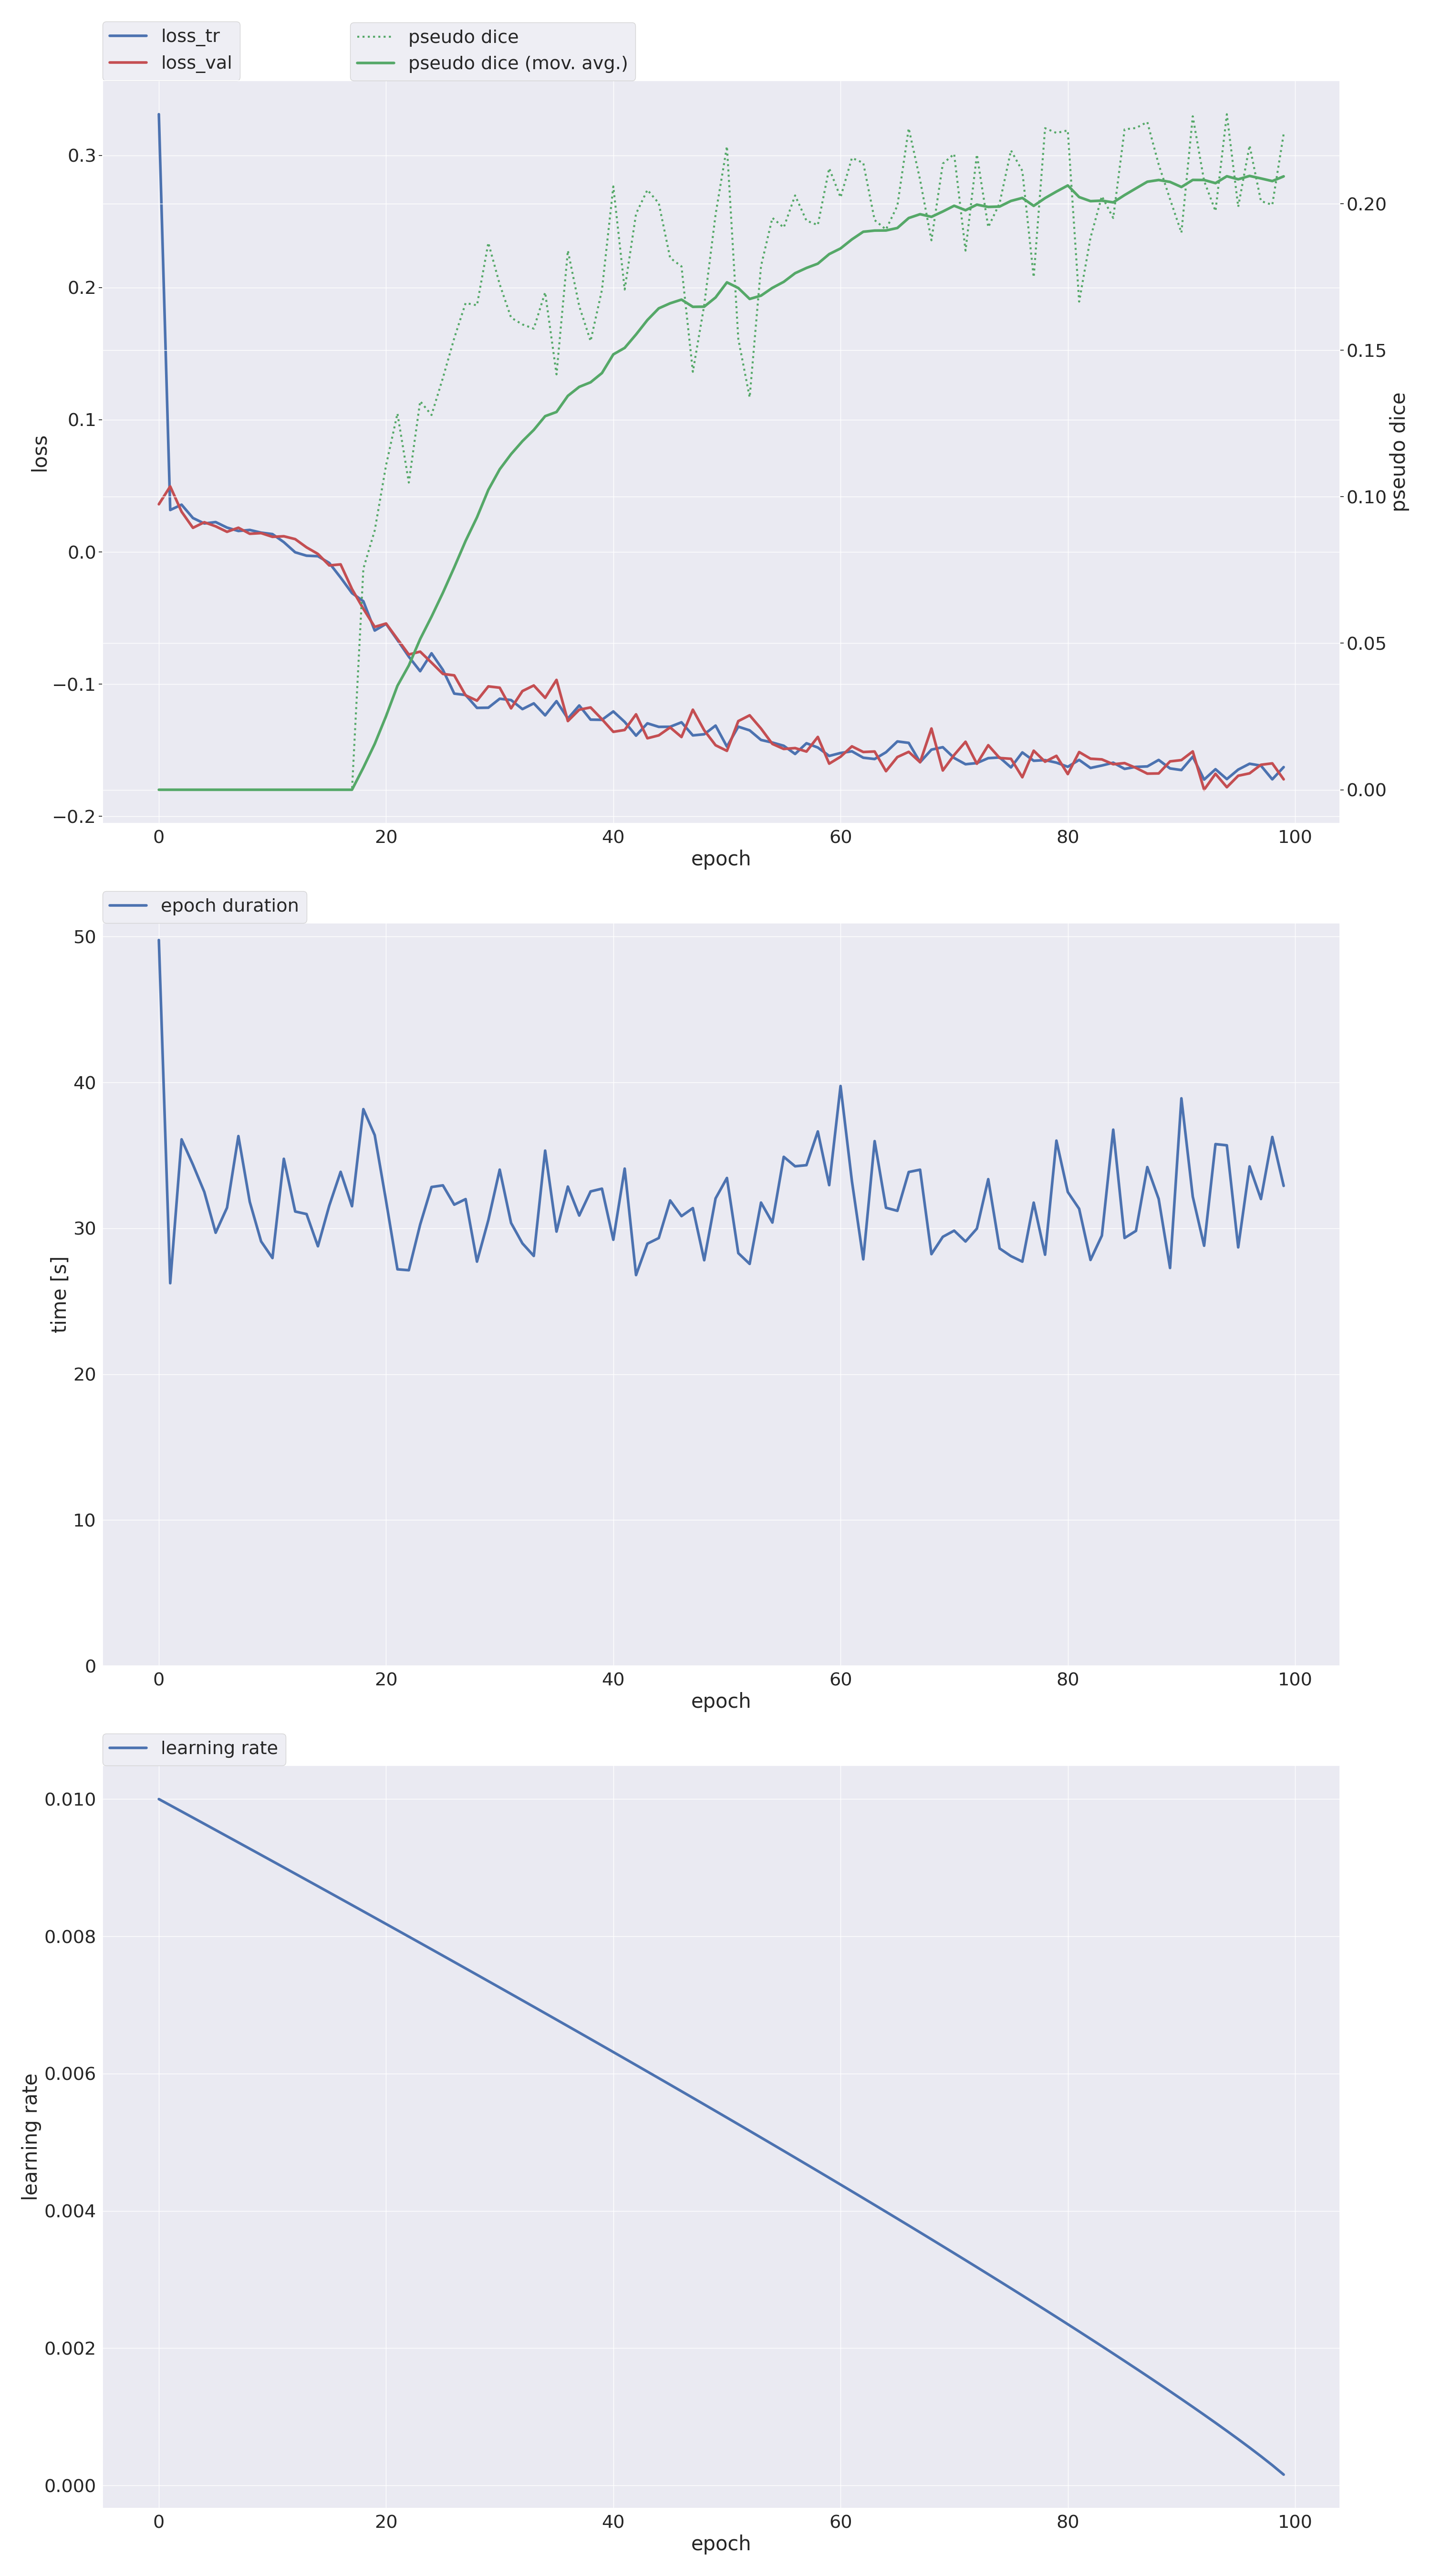 loss_tr
loss_val
pseudo dice
pseudo dice (mov. avg.)
0.3
0.2
0.1
0.0
−0.1
−0.2
loss
0.20
0.15
0.10
0.05
0.00
pseudo dice
0 20 40 60 80 100
epoch
epoch duration
50
40
30
20
10
0
time [s]
0 20 40 60 80 100
epoch
learning rate
0.010
0.008
0.006
0.004
0.002
0.000
learning rate
0 20 40 60 80 100
epoch